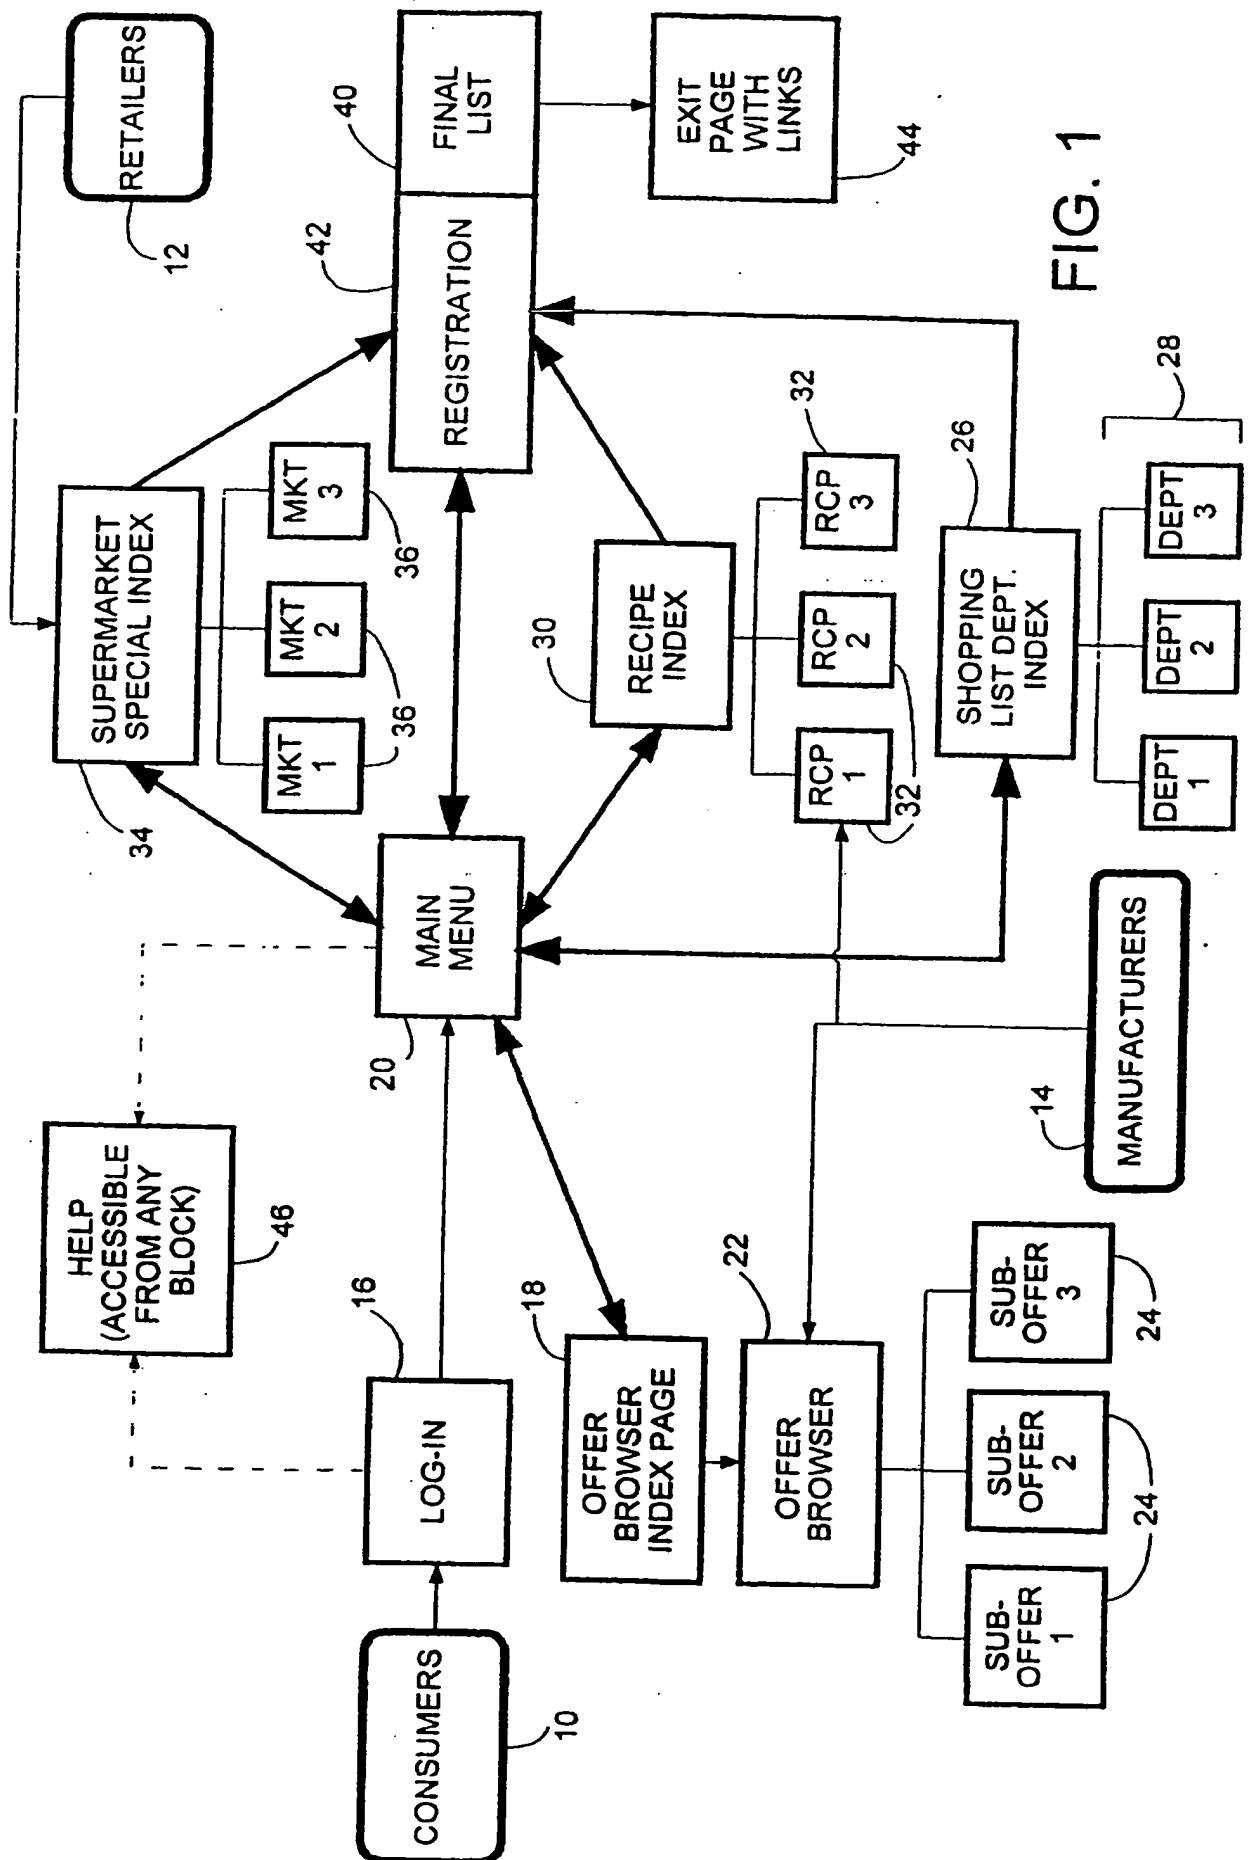 RETAILERS
12
HELP
(ACCESSIBLE
FROM ANY
BLOCK)
46
SUPERMARKET
SPECIAL INDEX
34
MKT
1
MKT
2
MKT
3
36
36
CONSUMERS
10
LOG-IN
16
MAIN
MENU
20
REGISTRATION
42
FINAL
LIST
40
EXIT
PAGE
WITH
LINKS
44
OFFER
BROWSER
INDEX PAGE
18
OFFER
BROWSER
22
SUB-
OFFER
1
SUB-
OFFER
2
SUB-
OFFER
3
24
24
RECIPE
INDEX
30
RCP
1
RCP
2
RCP
3
32
32
SHOPPING
LIST DEPT.
INDEX
26
DEPT
1
DEPT
2
DEPT
3
28
MANUFACTURERS
14
FIG. 1